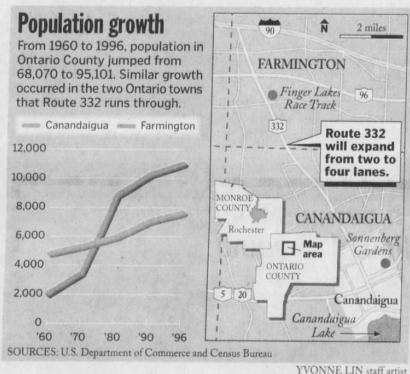 Population growth
From 1960 to 1996, population in
Ontario County jumped from
68,070 to 95,101. Similar growth
occurred in the two Ontario towns
that Route 332 runs through.
Canandaigua Farmington
12,000
10,000
8,000
6,000
4,000
2,000
0
'60 '70 '80 '90 '96
90
N
2 miles
FARMINGTON
Finger Lakes
Race Track
96
332
Route 332
will expand
from two to
four lanes.
MONROE
COUNTY
Rochester
CANANDAIGUA
Map
area
Sonnenberg
Gardens
ONTARIO
COUNTY
5 20
Canandaigua
Canandaigua
Lake
SOURCES: U.S. Department of Commerce and Census Bureau
YVONNE LIN staff artist